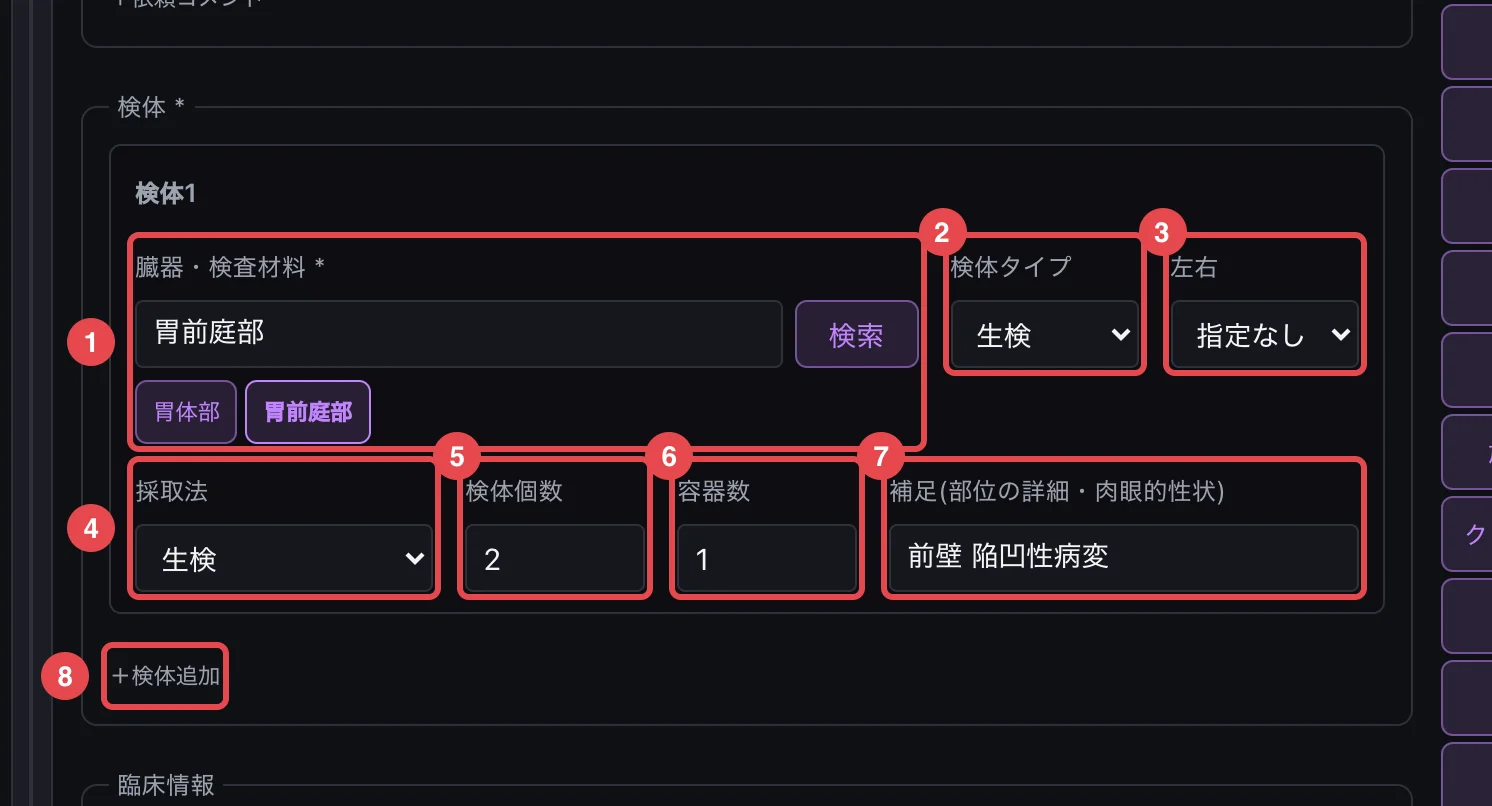 検体 *
検体1
臓器・検査材料 *
2
検体タイプ
3
左右
1
胃前庭部
検索
生検
指定なし
胃体部
胃前庭部
4
採取法
5
検体個数
6
容器数
7
補足(部位の詳細・肉眼的性状)
生検
2
1
前壁 陥凹性病変
ク
8
+検体追加
臨床情報